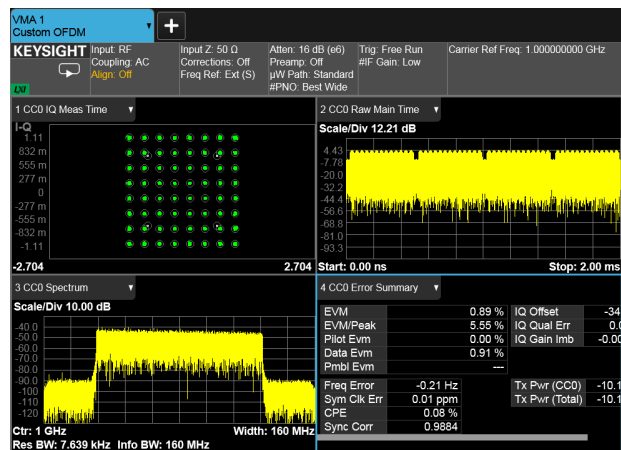 VMA 1
Custom OFDM
KEYSIGHT
LXI
Input: RF
Coupling: AC
Align: Off
Input Z: 50 Ω
Corrections: Off
Freq Ref: Ext (S)
Atten: 16 dB (e6)
Preamp: Off
µW Path: Standard
#PNO: Best Wide
Trig: Free Run
#IF Gain: Low
Carrier Ref Freq: 1.000000000 GHz
1 CC0 IQ Meas Time
I-Q
1.11
832 m
555 m
277 m
0
-277 m
-555 m
-832 m
-1.11
-2.704 2.704
2 CC0 Raw Main Time
Scale/Div 12.21 dB
4.43
-7.78
-20.0
-32.2
-44.4
-56.6
-68.8
-81.0
-93.3
Start: 0.00 ns Stop: 2.00 ms
3 CC0 Spectrum
Scale/Div 10.00 dB
-40.0
-50.0
-60.0
-70.0
-80.0
-90.0
-100
-110
-120
Ctr: 1 GHz Width: 160 MHz
Res BW: 7.639 kHz Info BW: 160 MHz
4 CC0 Error Summary
EVM 0.89 % IQ Offset -34
EVM/Peak 5.55 % IQ Qual Err 0.0
Pilot Evm 0.00 % IQ Gain Imb -0.00
Data Evm 0.91 %
Pmbl Evm ---
Freq Error -0.21 Hz Tx Pwr (CC0) -10.1
Sym Clk Err 0.01 ppm Tx Pwr (Total) -10.1
CPE 0.08 %
Sync Corr 0.9884